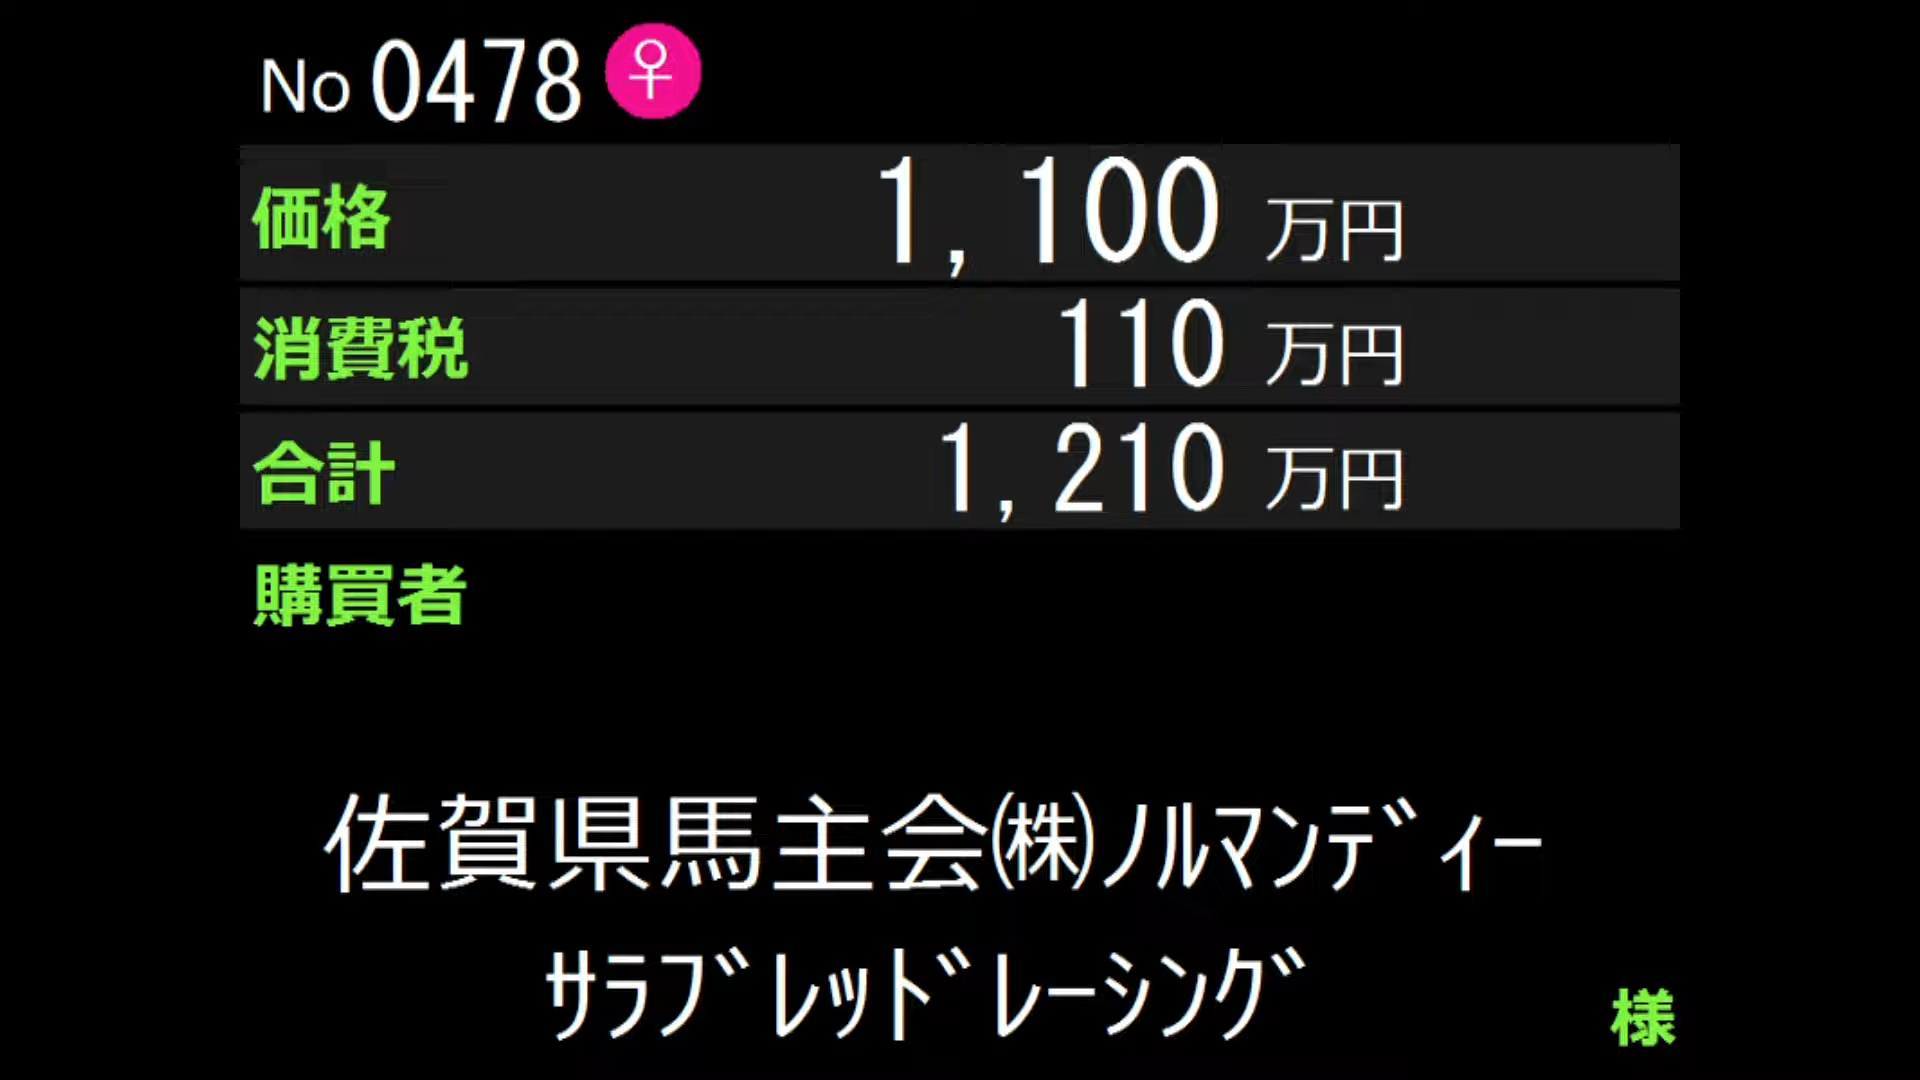 No 0478 ♀
価格 1,100 万円
消費税 110 万円
合計 1,210 万円
購買者
佐賀県馬主会㈱ﾉﾙﾏﾝﾃﾞｨｰ
ｻﾗﾌﾞﾚｯﾄﾞﾚｰｼﾝｸﾞ
様